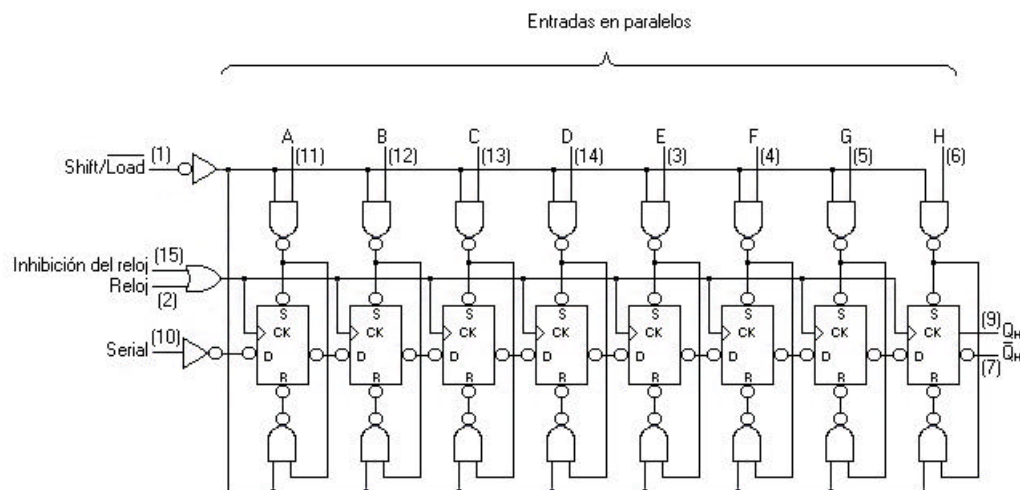 Entradas en paralelos
A B C D E F G H
(11) (12) (13) (14) (3) (4) (5) (6)
Shift/Load (1)
Inhibición del reloj (15)
Reloj
(2)
Serial (10)
S S S S S S S S
CK CK CK CK CK CK CK CK
(9) QH
D D D D D D D D
Q̅H
(7)
R R R R R R R R